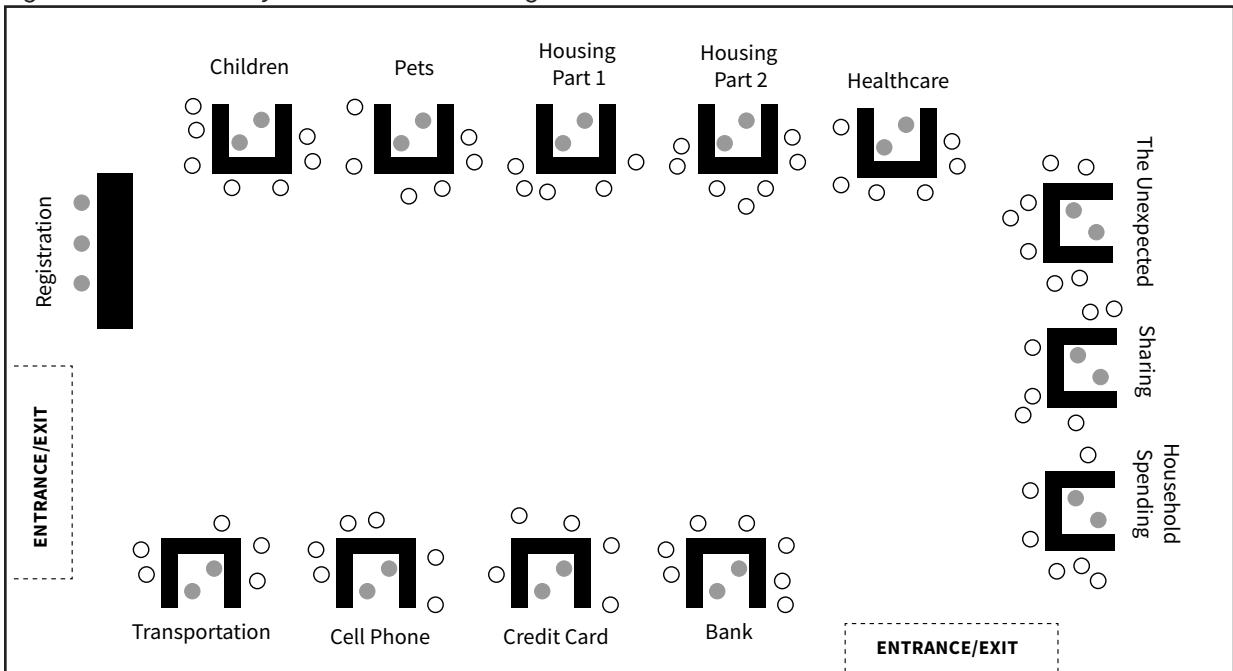 Children
Pets
Housing
Part 1
Housing
Part 2
Healthcare
The Unexpected
Registration
Sharing
Household
Spending
ENTRANCE/EXIT
Transportation
Cell Phone
Credit Card
Bank
ENTRANCE/EXIT